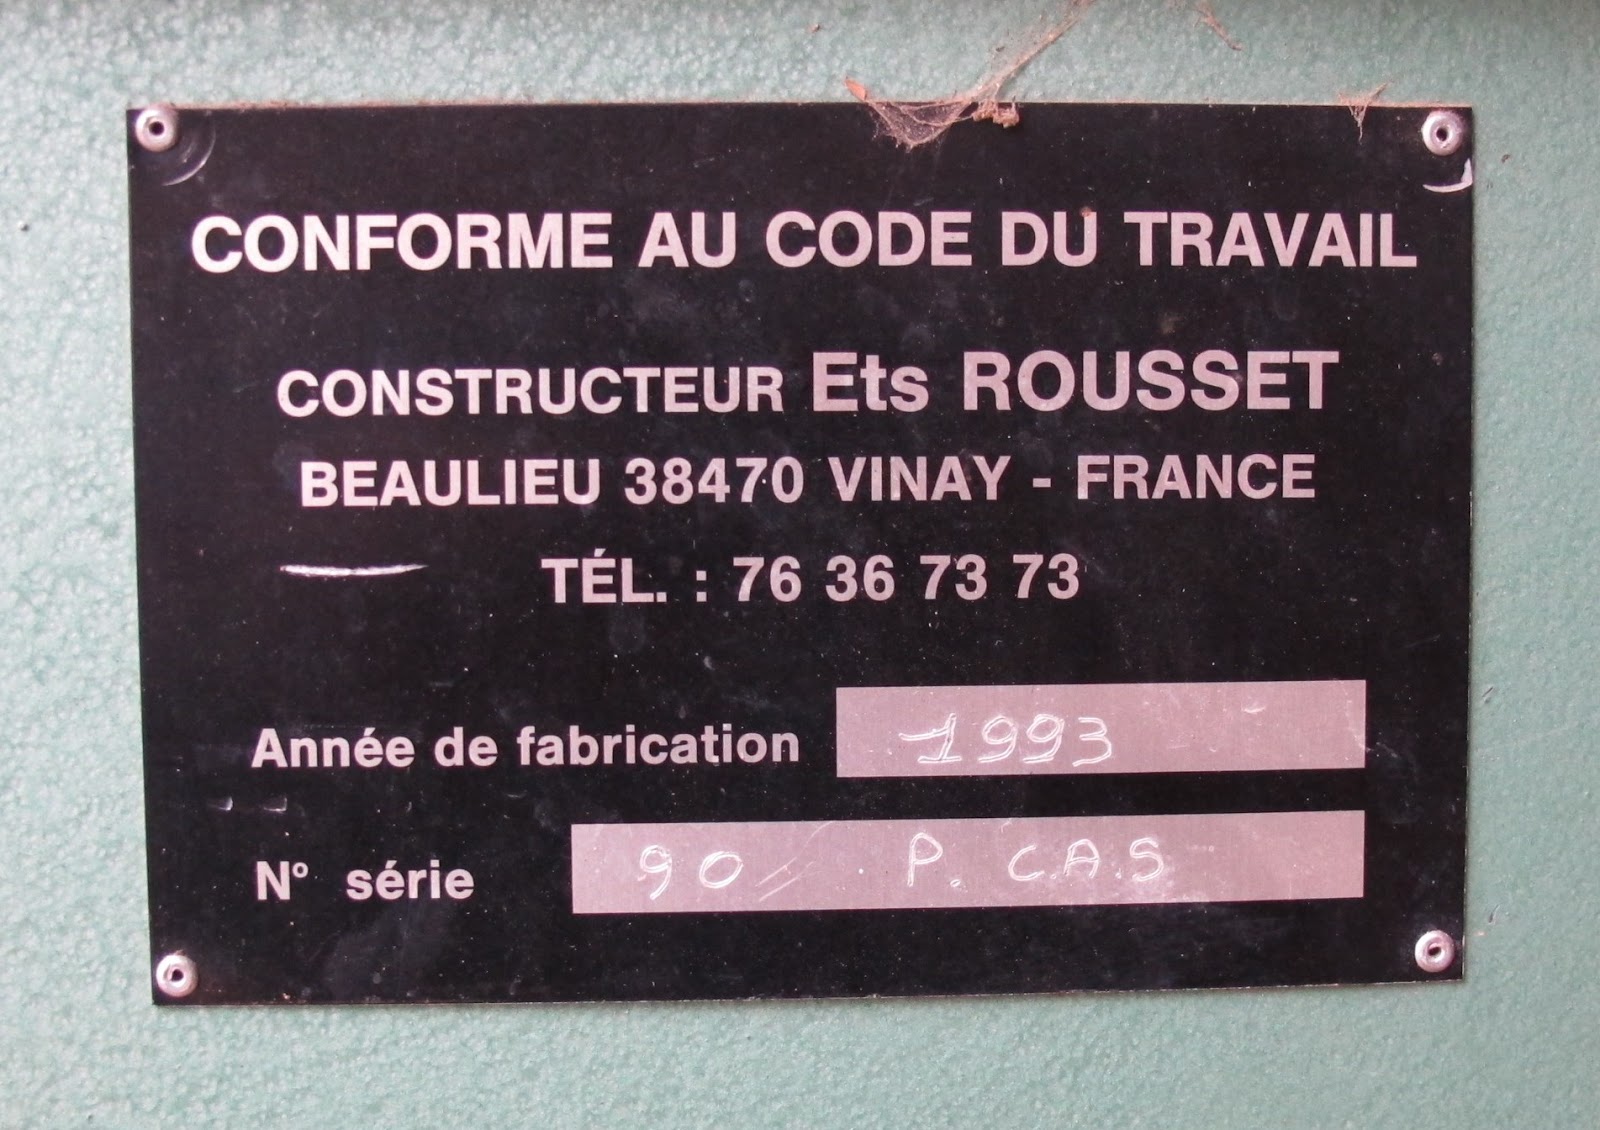 CONFORME AU CODE DU TRAVAIL
CONSTRUCTEUR Ets ROUSSET
BEAULIEU 38470 VINAY - FRANCE
TÉL. : 76 36 73 73
Année de fabrication 1993
N° série 90 P. C.A.S